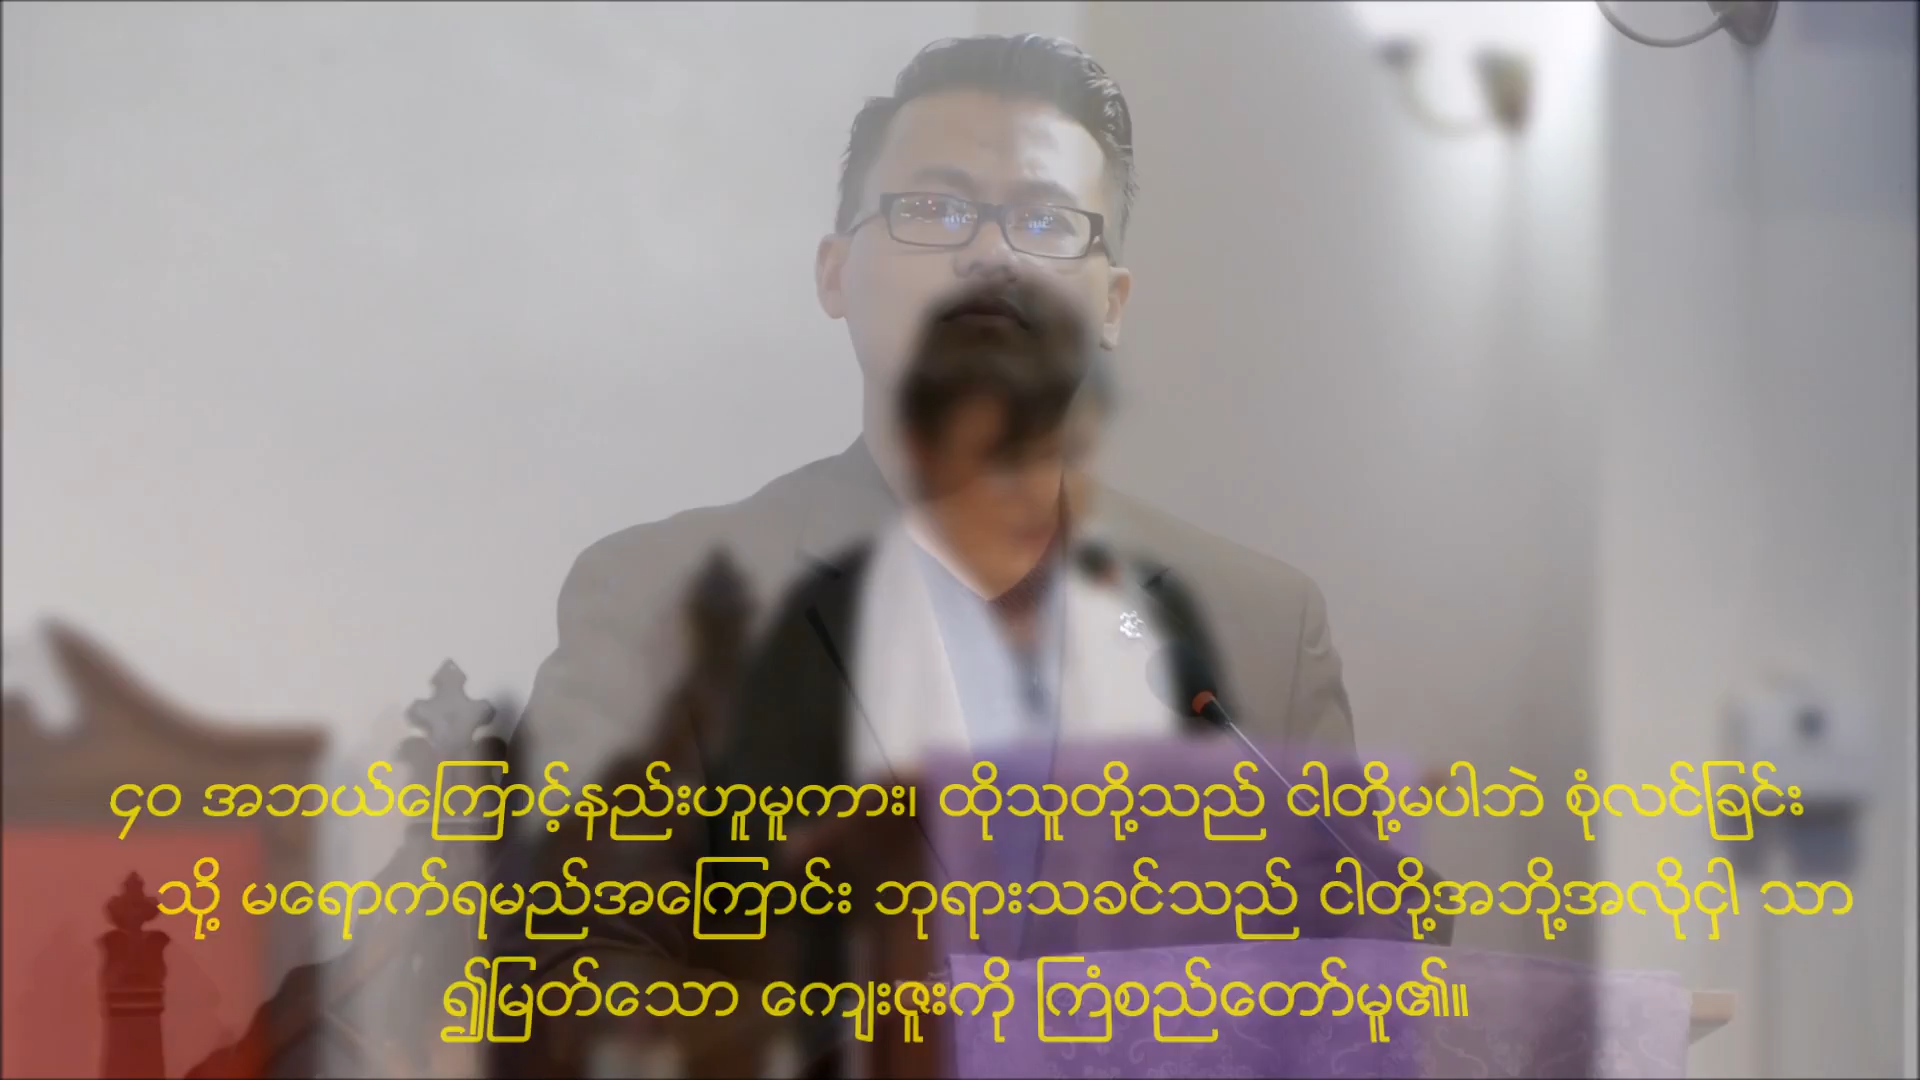 ၄၀ အဘယ်ကြောင့်နည်းဟူမူကား၊ ထိုသူတို့သည် ငါတို့မပါဘဲ စုံလင်ခြင်း
သို့ မရောက်ရမည်အကြောင်း ဘုရားသခင်သည် ငါတို့အဘို့အလိုငှါ သာ
၍မြတ်သော ကျေးဇူးကို ကြံစည်တော်မူ၏။